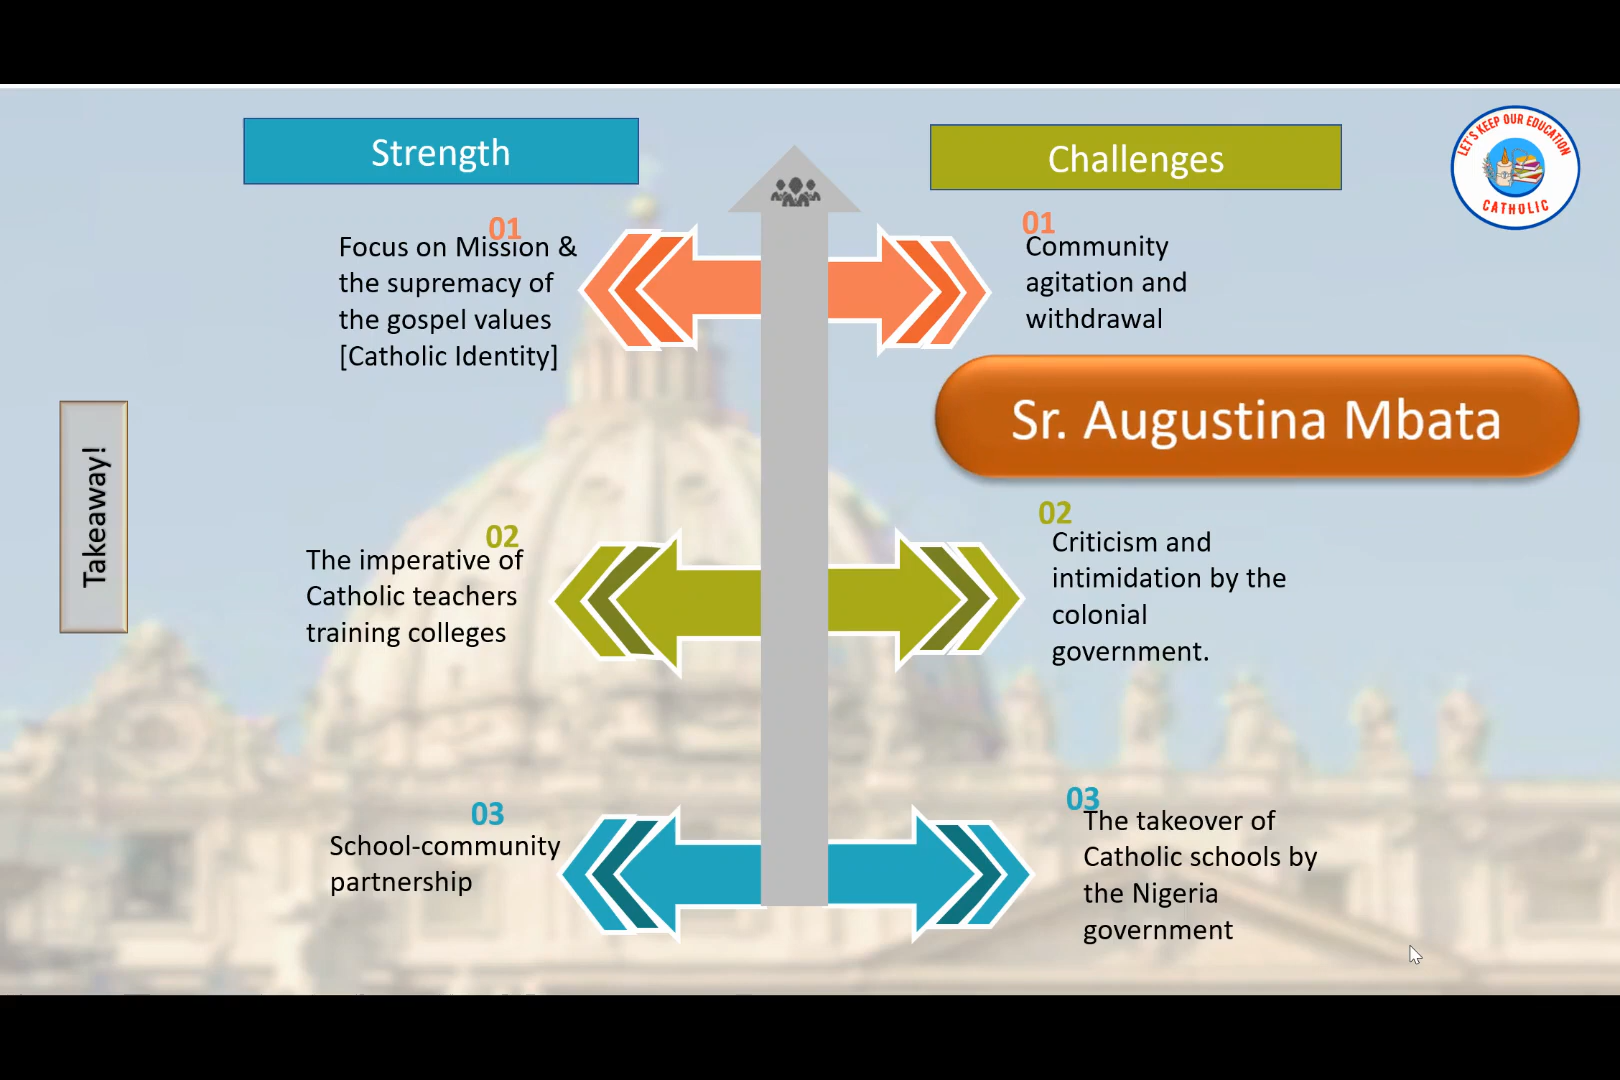 Strength
Challenges
LET'S KEEP OUR EDUCATION
CATHOLIC
01
Focus on Mission &
the supremacy of
the gospel values
[Catholic Identity]
01
Community
agitation and
withdrawal
Sr. Augustina Mbata
Takeaway!
02
The imperative of
Catholic teachers
training colleges
02
Criticism and
intimidation by the
colonial
government.
03
School-community
partnership
03
The takeover of
Catholic schools by
the Nigeria
government